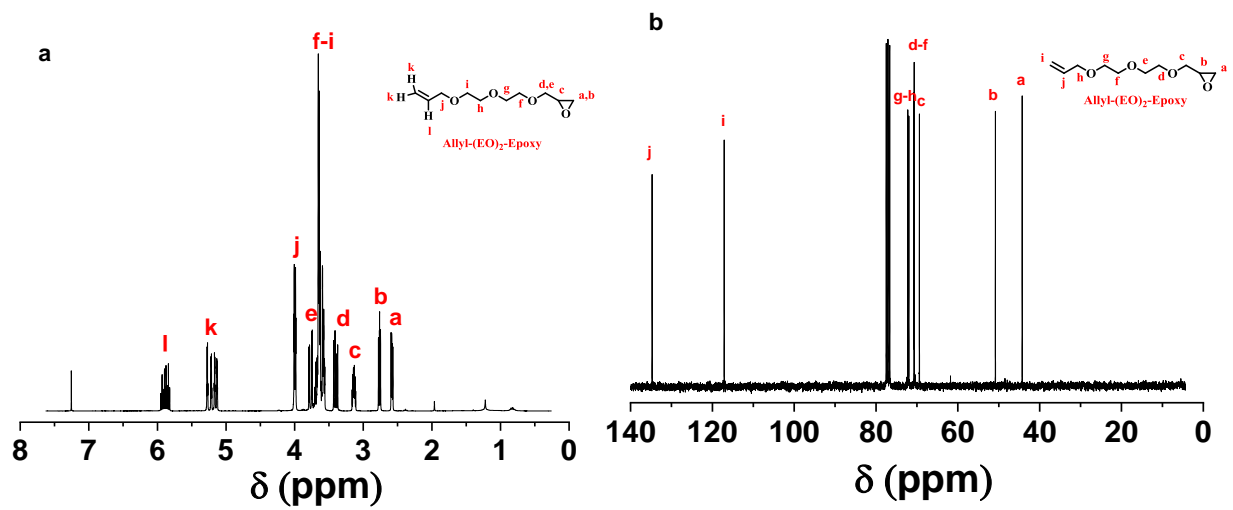 a
f-i
k
k
H
H
H
l
j
O
i
h
O
g
f
O
d,e
c
a,b
O
Allyl-(EO)2-Epoxy
l
k
j
e
d
c
b
a
8 7 6 5 4 3 2 1 0
δ (ppm)
b
d-f
g-h
c
j
i
b
a
i
j
h
O
g
f
O
e
d
O
c
b
a
O
Allyl-(EO)2-Epoxy
140 120 100 80 60 40 20 0
δ (ppm)